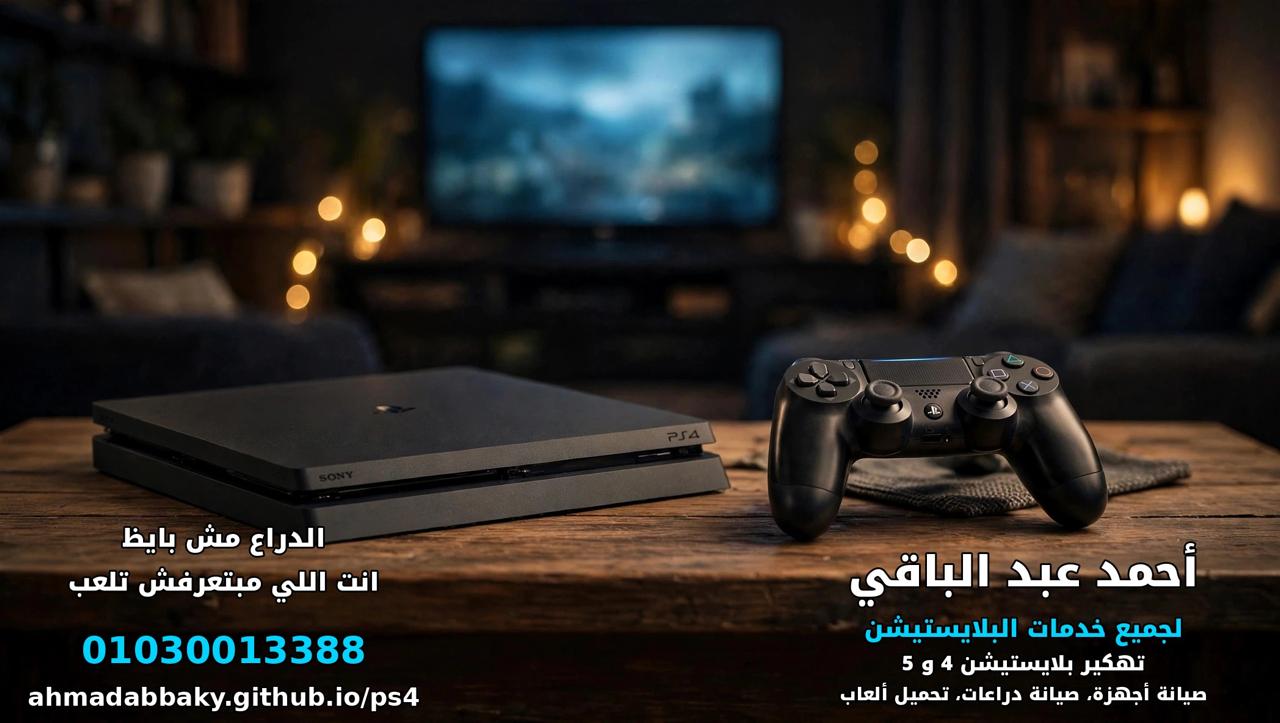 PS4
SONY
الدراع مش بايظ
انت اللي مبتعرفش تلعب
01030013388
ahmadabbaky.github.io/ps4
أحمد عبد الباقي
لجميع خدمات البلايستيشن
تهكير بلايستيشن 4 و 5
صيانة أجهزة، صيانة دراعات، تحميل ألعاب